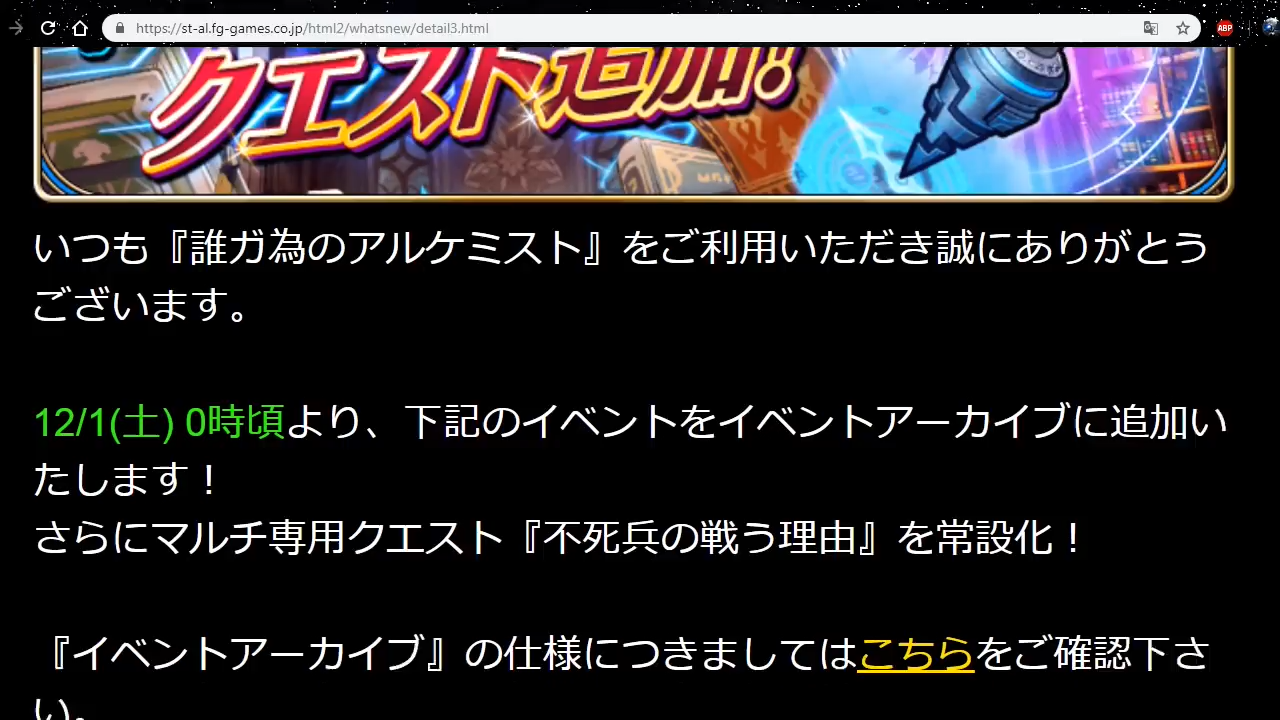 https://st-al.fg-games.co.jp/html2/whatsnew/detail3.html
ABP
クエスト追加!
いつも『誰ガ為のアルケミスト』をご利用いただき誠にありがとう
ございます。
12/1(土) 0時頃より、下記のイベントをイベントアーカイブに追加い
たします！
さらにマルチ専用クエスト『不死兵の戦う理由』を常設化！
『イベントアーカイブ』の仕様につきましてはこちらをご確認下さ
い。